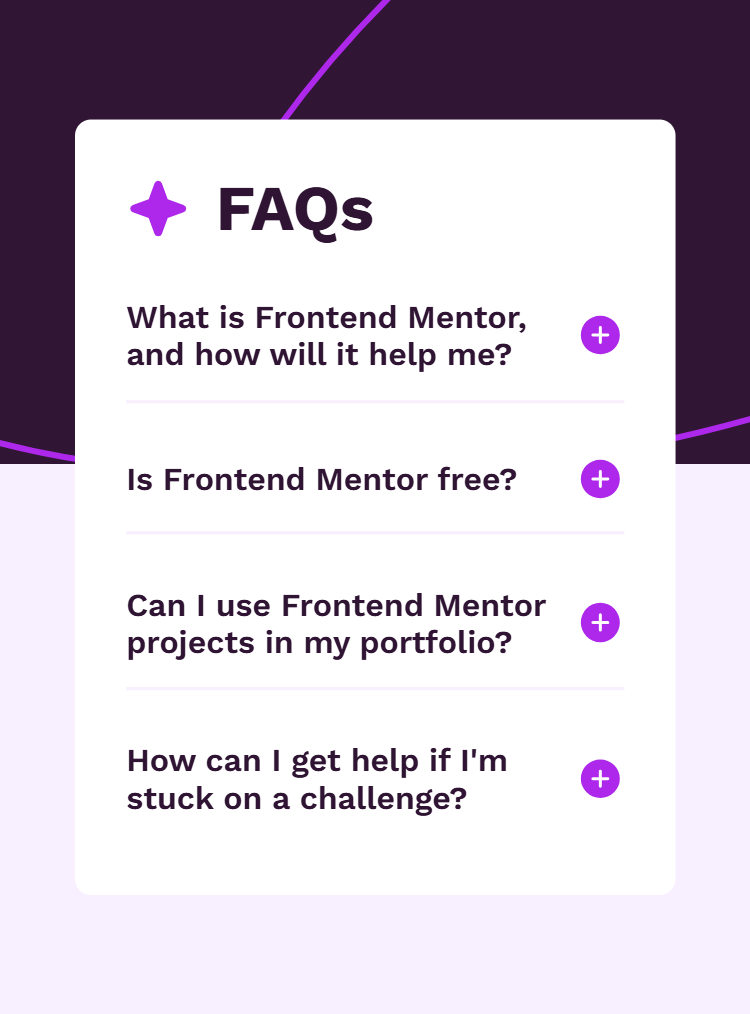 FAQs
What is Frontend Mentor,
and how will it help me?
Is Frontend Mentor free?
Can I use Frontend Mentor
projects in my portfolio?
How can I get help if I'm
stuck on a challenge?